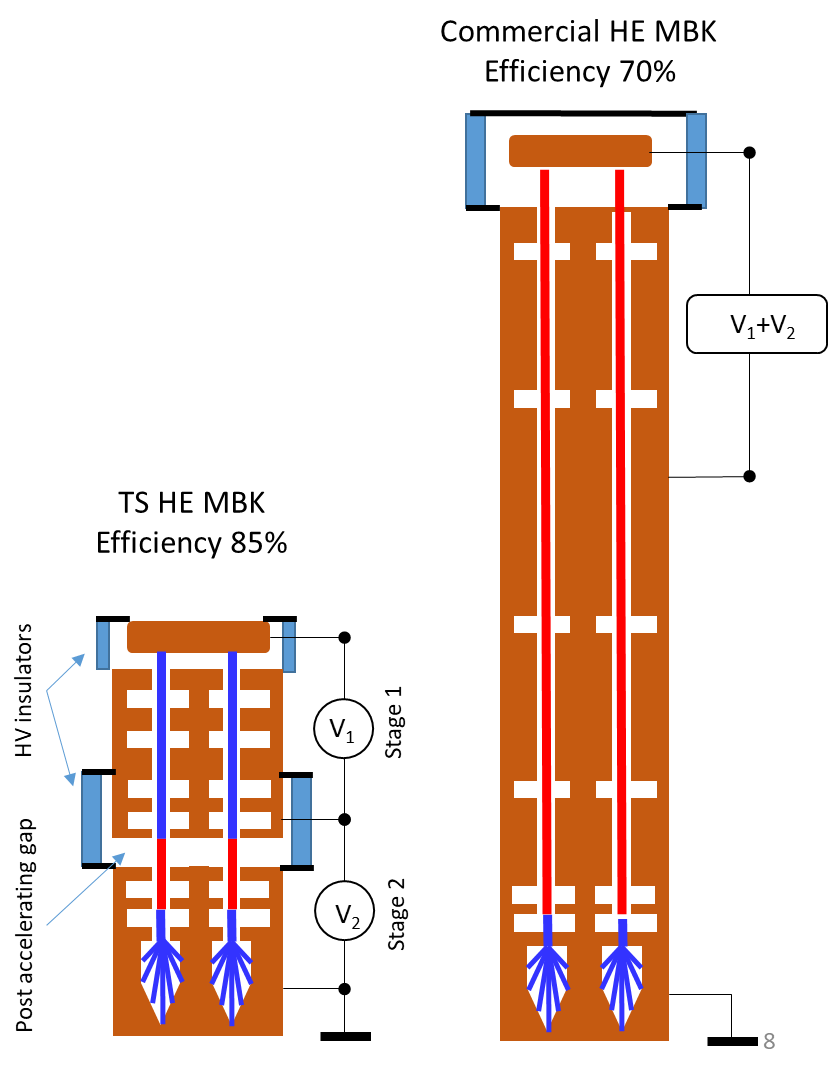 Commercial HE MBK
Efficiency 70%
V₁+V₂
TS HE MBK
Efficiency 85%
HV insulators
V₁
Stage 1
Post accelerating gap
V₂
Stage 2
8